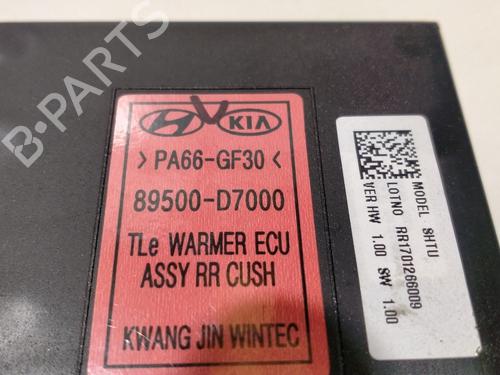 KIA
>PA66-GF30<
89500-D7000
TLe WARMER ECU
ASSY RR CUSH
KWANG JIN WINTEC
MODEL 8HTU
LOTNO RR1701266009
VER HW 1.00 SW 1.00
B-PARTS